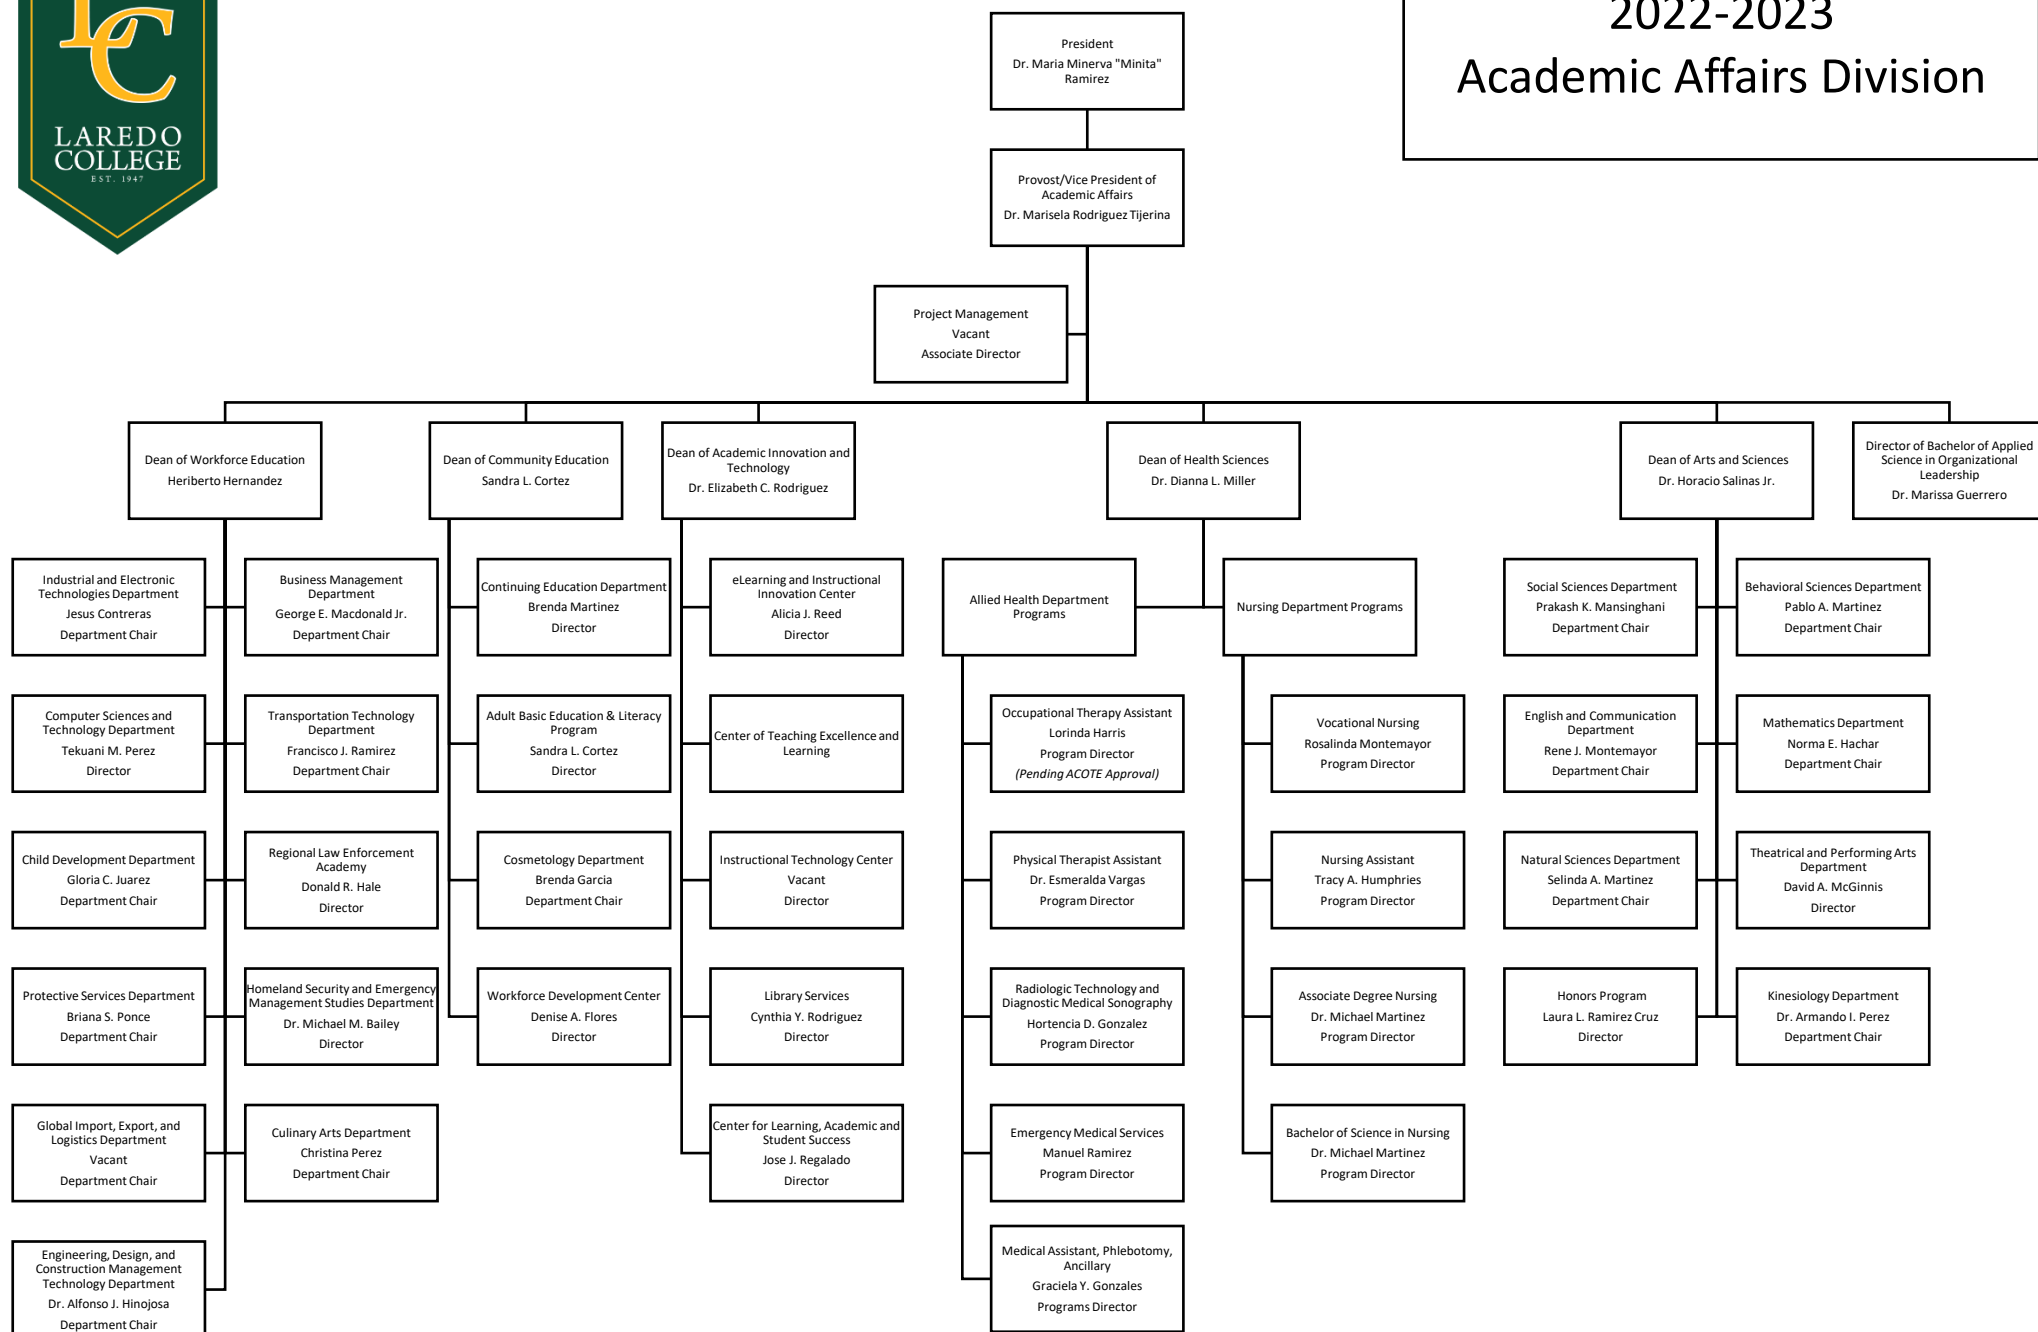 LC
LAREDO
COLLEGE
EST. 1947
2022-2023
Academic Affairs Division
President
Dr. Maria Minerva "Minita"
Ramirez
Provost/Vice President of
Academic Affairs
Dr. Marisela Rodriguez Tijerina
Project Management
Vacant
Associate Director
Dean of Workforce Education
Heriberto Hernandez
Dean of Community Education
Sandra L. Cortez
Dean of Academic Innovation and
Technology
Dr. Elizabeth C. Rodriguez
Dean of Health Sciences
Dr. Dianna L. Miller
Dean of Arts and Sciences
Dr. Horacio Salinas Jr.
Director of Bachelor of Applied
Science in Organizational
Leadership
Dr. Marissa Guerrero
Industrial and Electronic
Technologies Department
Jesus Contreras
Department Chair
Business Management
Department
George E. Macdonald Jr.
Department Chair
Continuing Education Department
Brenda Martinez
Director
eLearning and Instructional
Innovation Center
Alicia J. Reed
Director
Allied Health Department
Programs
Nursing Department Programs
Social Sciences Department
Prakash K. Mansinghani
Department Chair
Behavioral Sciences Department
Pablo A. Martinez
Department Chair
Computer Sciences and
Technology Department
Tekuani M. Perez
Director
Transportation Technology
Department
Francisco J. Ramirez
Department Chair
Adult Basic Education & Literacy
Program
Sandra L. Cortez
Director
Center of Teaching Excellence and
Learning
Occupational Therapy Assistant
Lorinda Harris
Program Director
(Pending ACOTE Approval)
Vocational Nursing
Rosalinda Montemayor
Program Director
English and Communication
Department
Rene J. Montemayor
Department Chair
Mathematics Department
Norma E. Hachar
Department Chair
Child Development Department
Gloria C. Juarez
Department Chair
Regional Law Enforcement
Academy
Donald R. Hale
Director
Cosmetology Department
Brenda Garcia
Department Chair
Instructional Technology Center
Vacant
Director
Physical Therapist Assistant
Dr. Esmeralda Vargas
Program Director
Nursing Assistant
Tracy A. Humphries
Program Director
Natural Sciences Department
Selinda A. Martinez
Department Chair
Theatrical and Performing Arts
Department
David A. McGinnis
Director
Protective Services Department
Briana S. Ponce
Department Chair
Homeland Security and Emergency
Management Studies Department
Dr. Michael M. Bailey
Director
Workforce Development Center
Denise A. Flores
Director
Library Services
Cynthia Y. Rodriguez
Director
Radiologic Technology and
Diagnostic Medical Sonography
Hortencia D. Gonzalez
Program Director
Associate Degree Nursing
Dr. Michael Martinez
Program Director
Honors Program
Laura L. Ramirez Cruz
Director
Kinesiology Department
Dr. Armando I. Perez
Department Chair
Global Import, Export, and
Logistics Department
Vacant
Department Chair
Culinary Arts Department
Christina Perez
Department Chair
Center for Learning, Academic and
Student Success
Jose J. Regalado
Director
Emergency Medical Services
Manuel Ramirez
Program Director
Bachelor of Science in Nursing
Dr. Michael Martinez
Program Director
Engineering, Design, and
Construction Management
Technology Department
Dr. Alfonso J. Hinojosa
Department Chair
Medical Assistant, Phlebotomy,
Ancillary
Graciela Y. Gonzales
Programs Director